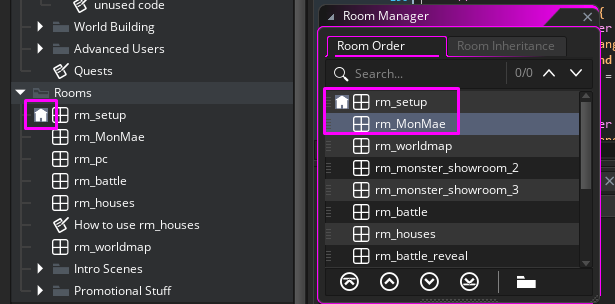 unused code
World Building
Advanced Users
Quests
Rooms
rm_setup
rm_MonMae
rm_pc
rm_battle
rm_houses
How to use rm_houses
rm_worldmap
Intro Scenes
Promotional Stuff
Room Manager
Room Order
Room Inheritance
Search...
0/0
rm_setup
rm_MonMae
rm_worldmap
rm_monster_showroom_2
rm_monster_showroom_3
rm_battle
rm_houses
rm_battle_reveal